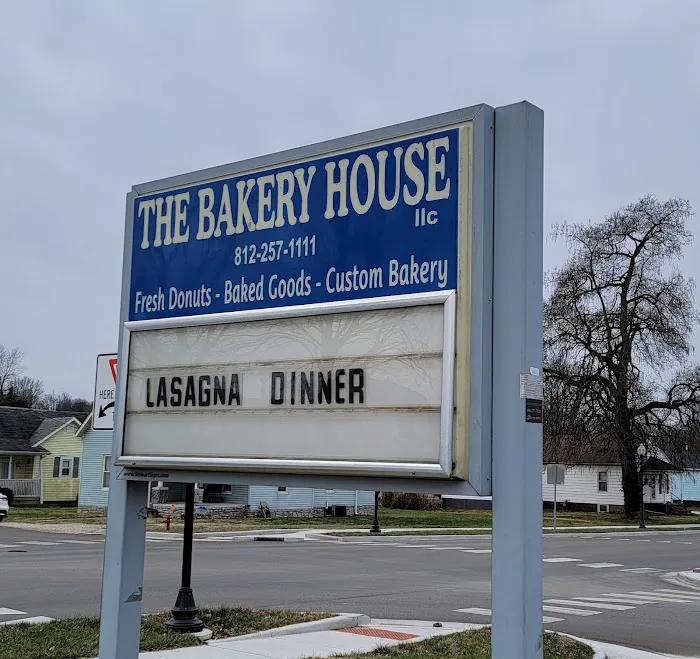 THE BAKERY HOUSE
llc
812-257-1111
Fresh Donuts - Baked Goods - Custom Bakery
LASAGNA DINNER
HERE